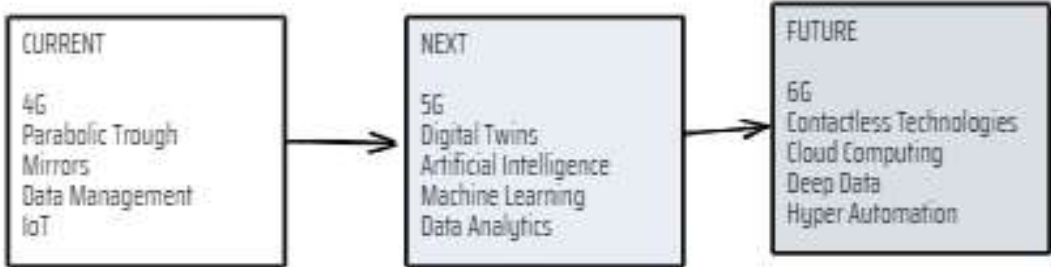 CURRENT
4G
Parabolic Trough
Mirrors
Data Management
IoT
NEXT
5G
Digital Twins
Artificial Intelligence
Machine Learning
Data Analytics
FUTURE
6G
Contactless Technologies
Cloud Computing
Deep Data
Hyper Automation